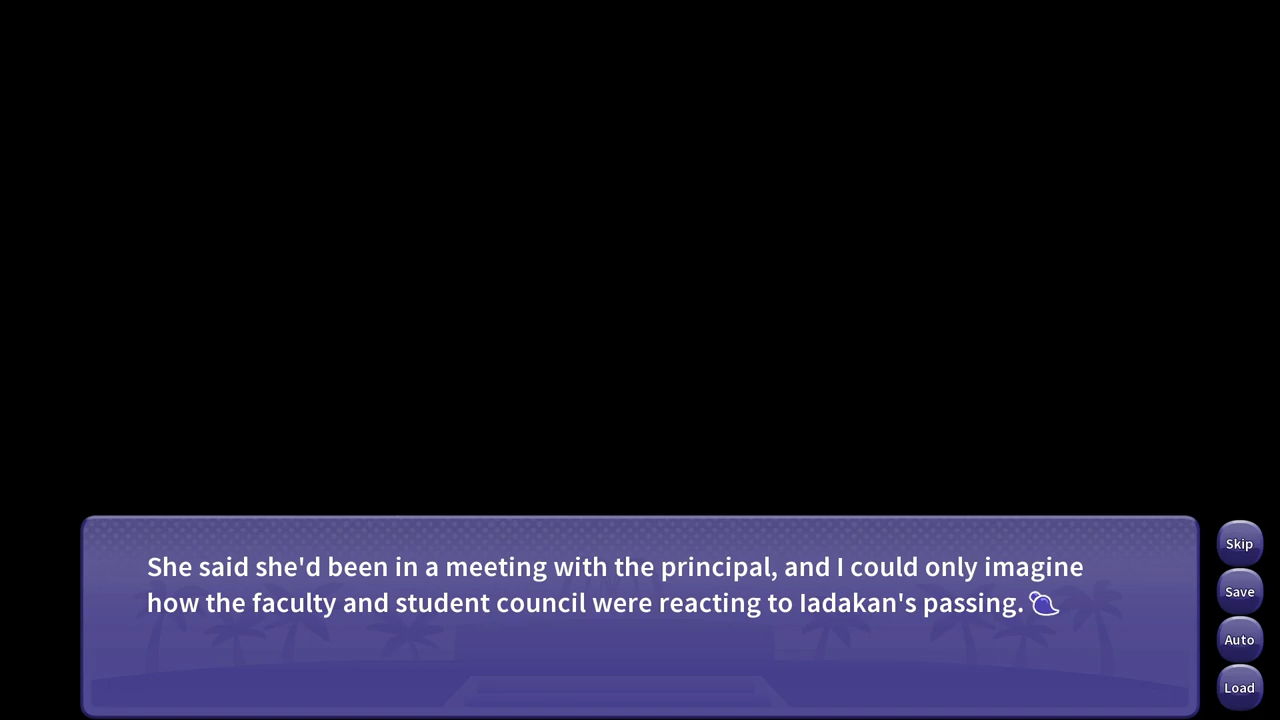 She said she'd been in a meeting with the principal, and I could only imagine
how the faculty and student council were reacting to Iadakan's passing.
Skip
Save
Auto
Load